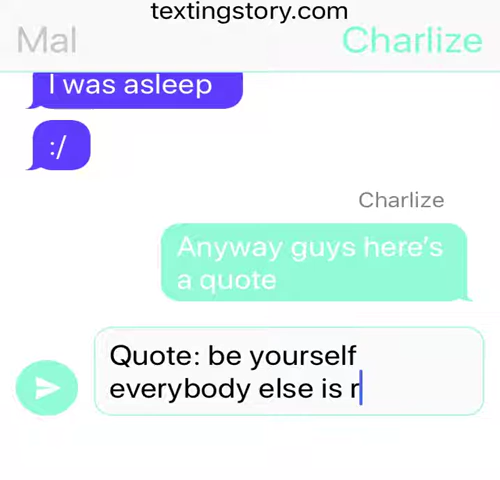 textingstory.com
Mal
Charlize
I was asleep
:/
Charlize
Anyway guys here's
a quote
Quote: be yourself
everybody else is r